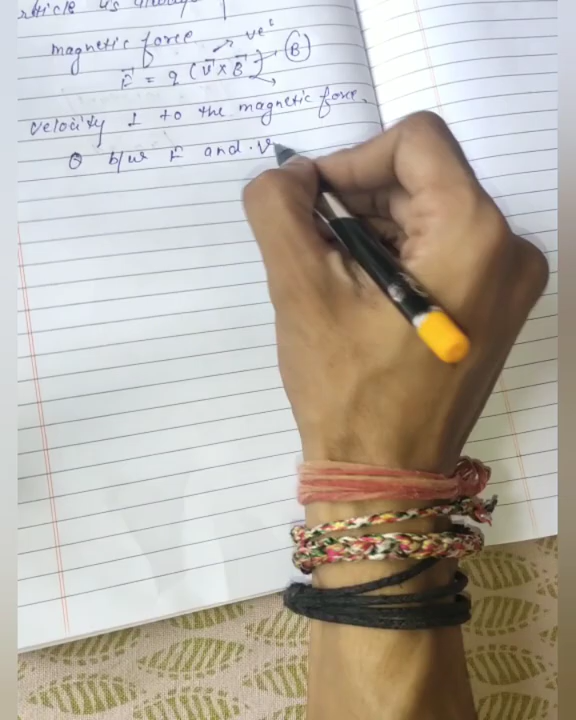 magnetic force
F⃗ = q (v⃗ × B⃗) · B
velocity ⊥ to the magnetic force.
θ b/w F⃗ and v